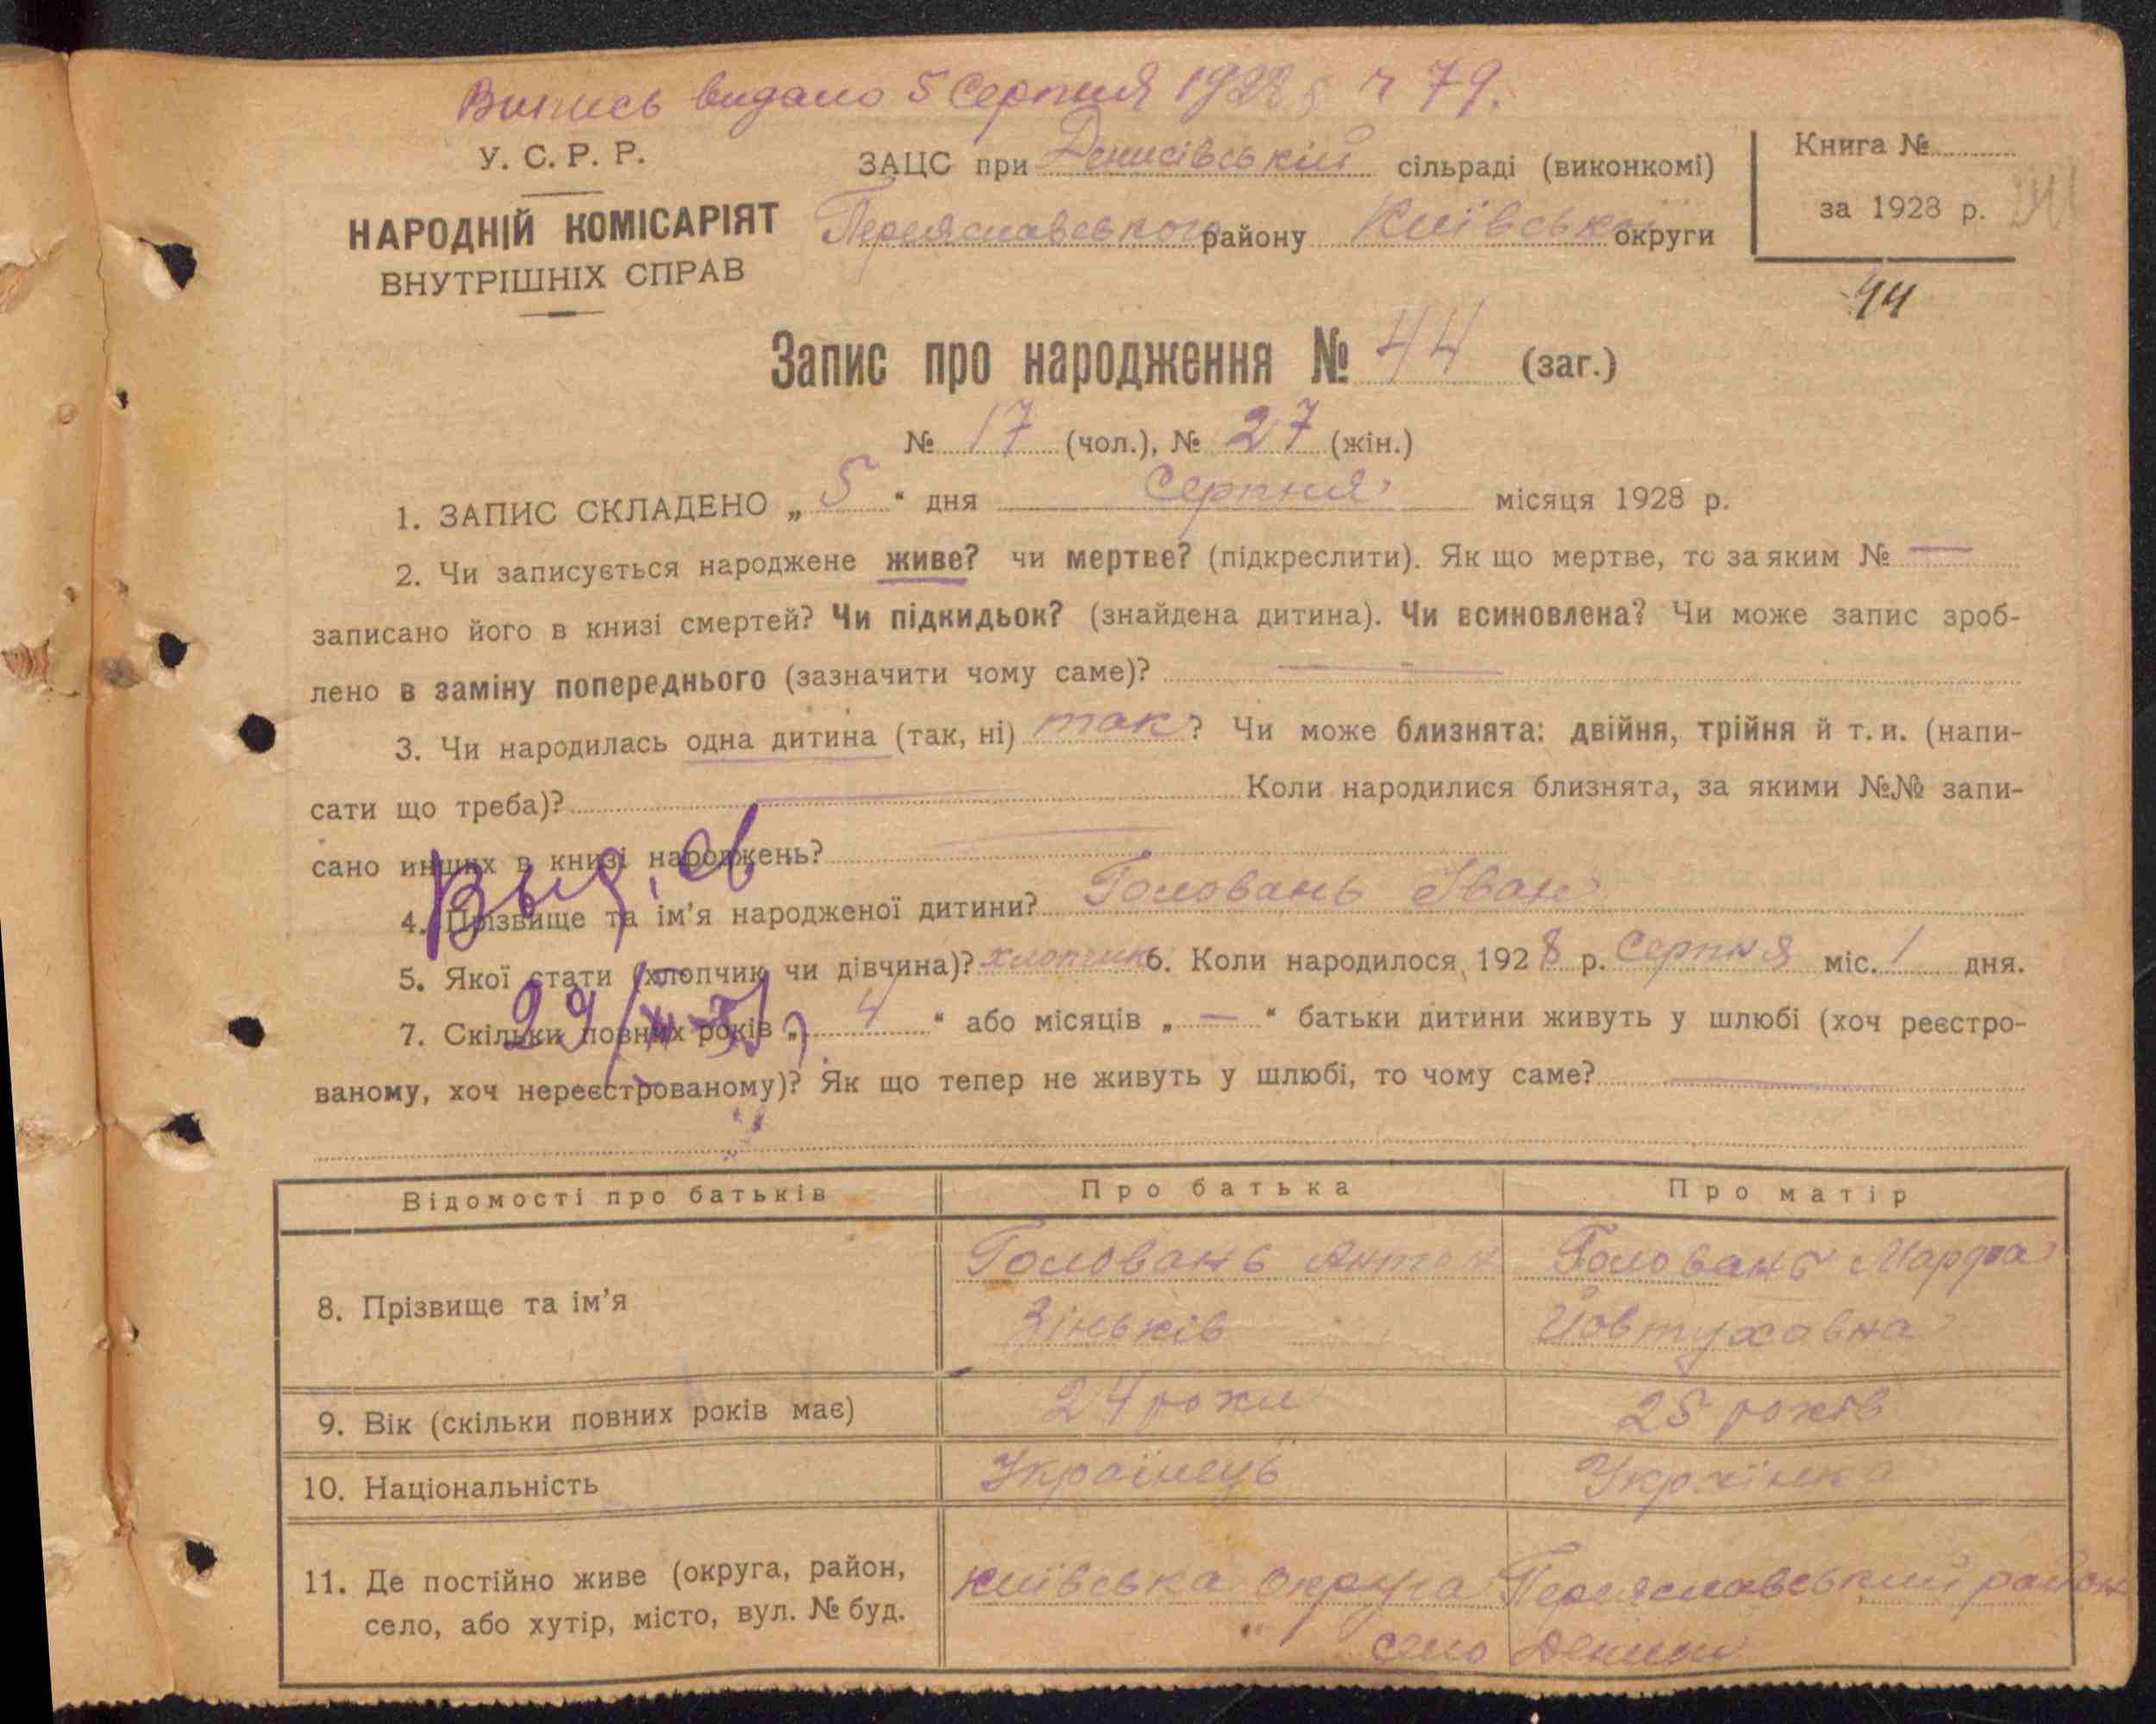 Выпись видано 5 Серпня 1928 ч 79.
У. С. Р. Р.
НАРОДНІЙ КОМІСАРІЯТ
ВНУТРІШНІХ СПРАВ
ЗАЦС при Денисівській сільраді (виконкомі)
Переяславського району Київської округи
Книга №
за 1928 р.
44
Запис про народження № 44 (заг.)
№ 17 (чол.), № 27 (жін.)
1. ЗАПИС СКЛАДЕНО „ 5 “ дня Серпня місяця 1928 р.
2. Чи записується народжене живе? чи мертве? (підкреслити). Як що мертве, то за яким № —
записано його в книзі смертей? Чи підкидьок? (знайдена дитина). Чи всиновлена? Чи може запис зроб-
лено в заміну попереднього (зазначити чому саме)? —
3. Чи народилась одна дитина (так, ні) так? Чи може близнята: двійня, трійня й т. и. (напи-
сати що треба)? — Коли народилися близнята, за якими №№ запи-
сано инших в книзі народжень? —
4. Прізвище та ім’я народженої дитини? Головань Іван
5. Якої стати (хлопчик чи дівчина)? хлопчик 6. Коли народилося 1928 р. Серпня міс. 1 дня.
7. Скільки повних років „ 4 “ або місяців „ — “ батьки дитини живуть у шлюбі (хоч реєстро-
ваному, хоч нереєстрованому)? Як що тепер не живуть у шлюбі, то чому саме? —
Відомості про батьків Про батька Про матір
8. Прізвище та ім’я
Головань Антон
Зіньків
Головань Марфа
Йовтухавна
9. Вік (скільки повних років має) 24 роки 25 років
10. Національність Українець Українка
11. Де постійно живе (округа, район,
село, або хутір, місто, вул. № буд.
Київська округа Переяславський район
село Дениси